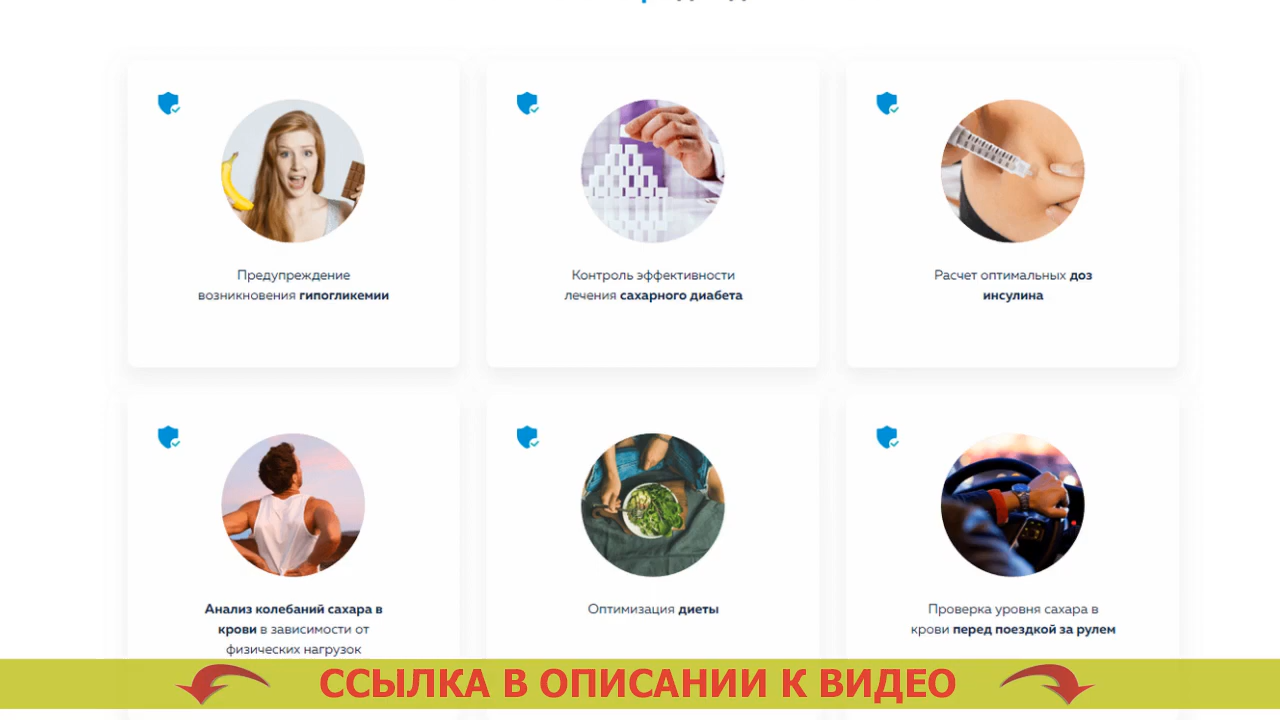 Предупреждение
возникновения гипогликемии
Контроль эффективности
лечения сахарного диабета
Расчет оптимальных доз
инсулина
Анализ колебаний сахара в
крови в зависимости от
физических нагрузок
Оптимизация диеты
Проверка уровня сахара в
крови перед поездкой за рулем
ССЫЛКА В ОПИСАНИИ К ВИДЕО